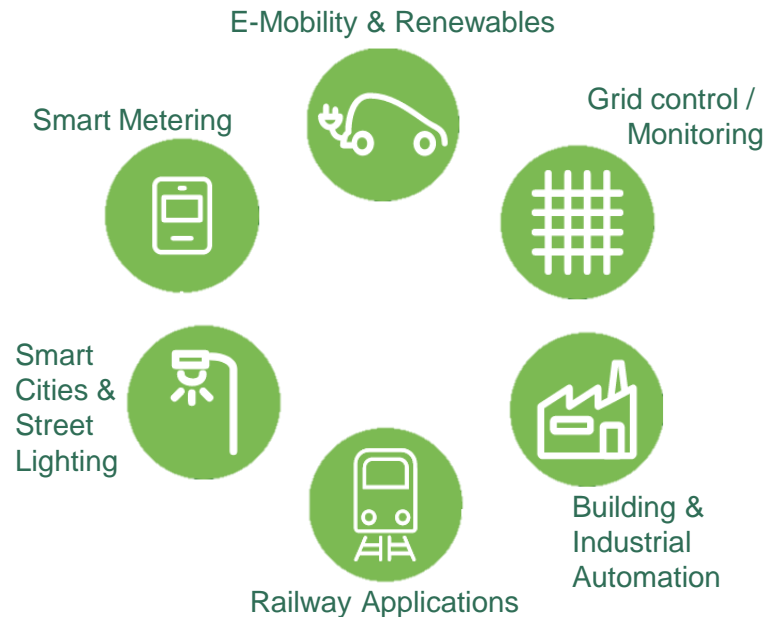 E-Mobility & Renewables
Smart Metering
Grid control /
Monitoring
Smart
Cities &
Street
Lighting
Building &
Industrial
Automation
Railway Applications